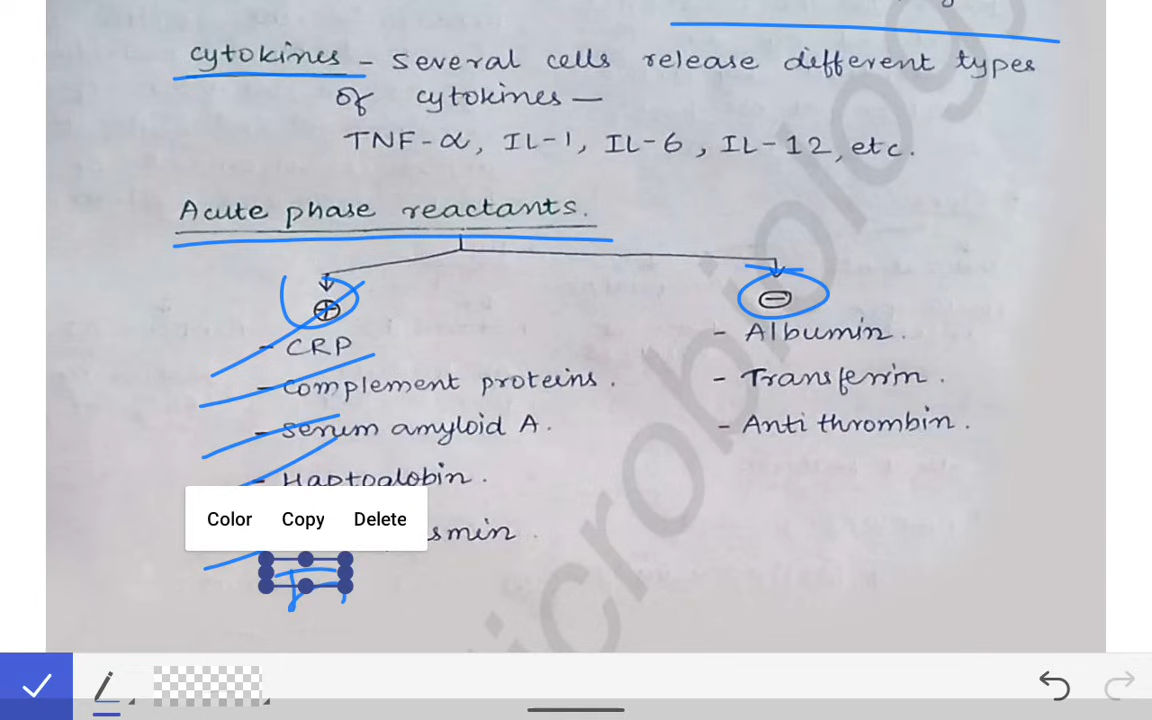 cytokines - Several cells release different types
of cytokines —
TNF-α, IL-1, IL-6, IL-12, etc.
Acute phase reactants.
⊕
⊖
- CRP
- Albumin.
- complement proteins.
- Transferrin.
- serum amyloid A.
- Anti thrombin.
- Haptoglobin.
smin.
Color Copy Delete
icrobiology